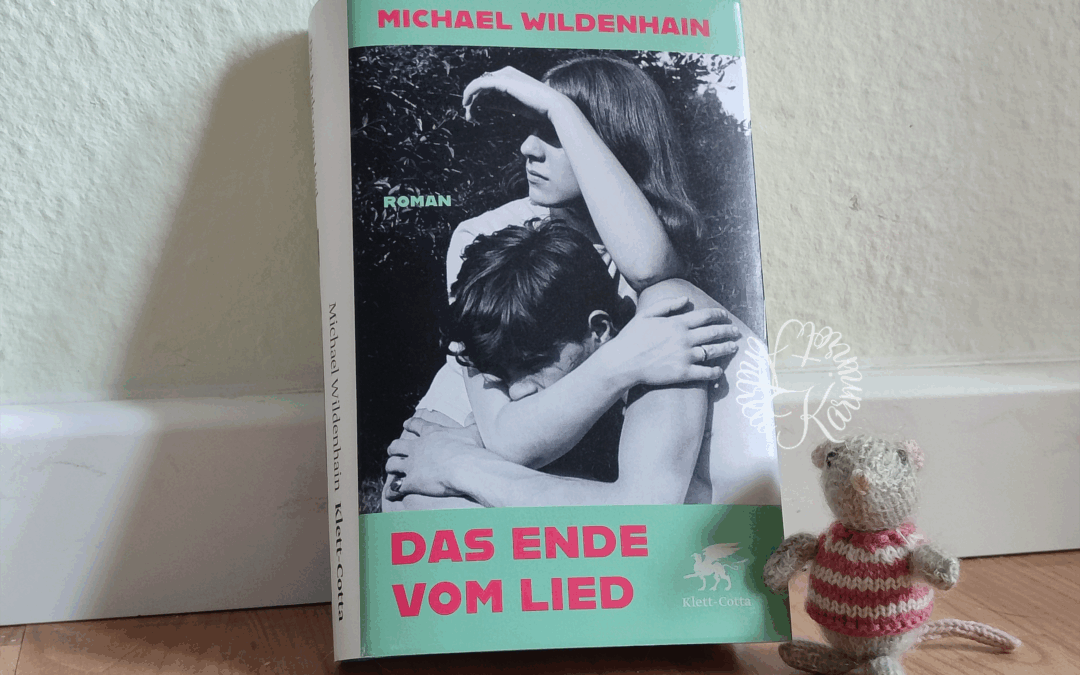 MICHAEL WILDENHAIN
ROMAN
DAS ENDE
VOM LIED
Klett-Cotta
Michael Wildenhain Klett-Cotta